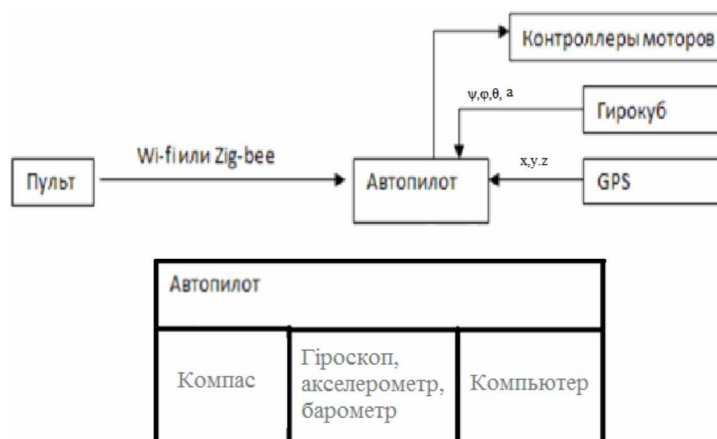 Контроллеры моторов
ψ,φ,θ, a
Гирокуб
Wi-fi или Zig-bee
x,y.z
Пульт
Автопилот
GPS
Автопилот
Компас
Гіроскоп,
акселерометр,
барометр
Компьютер